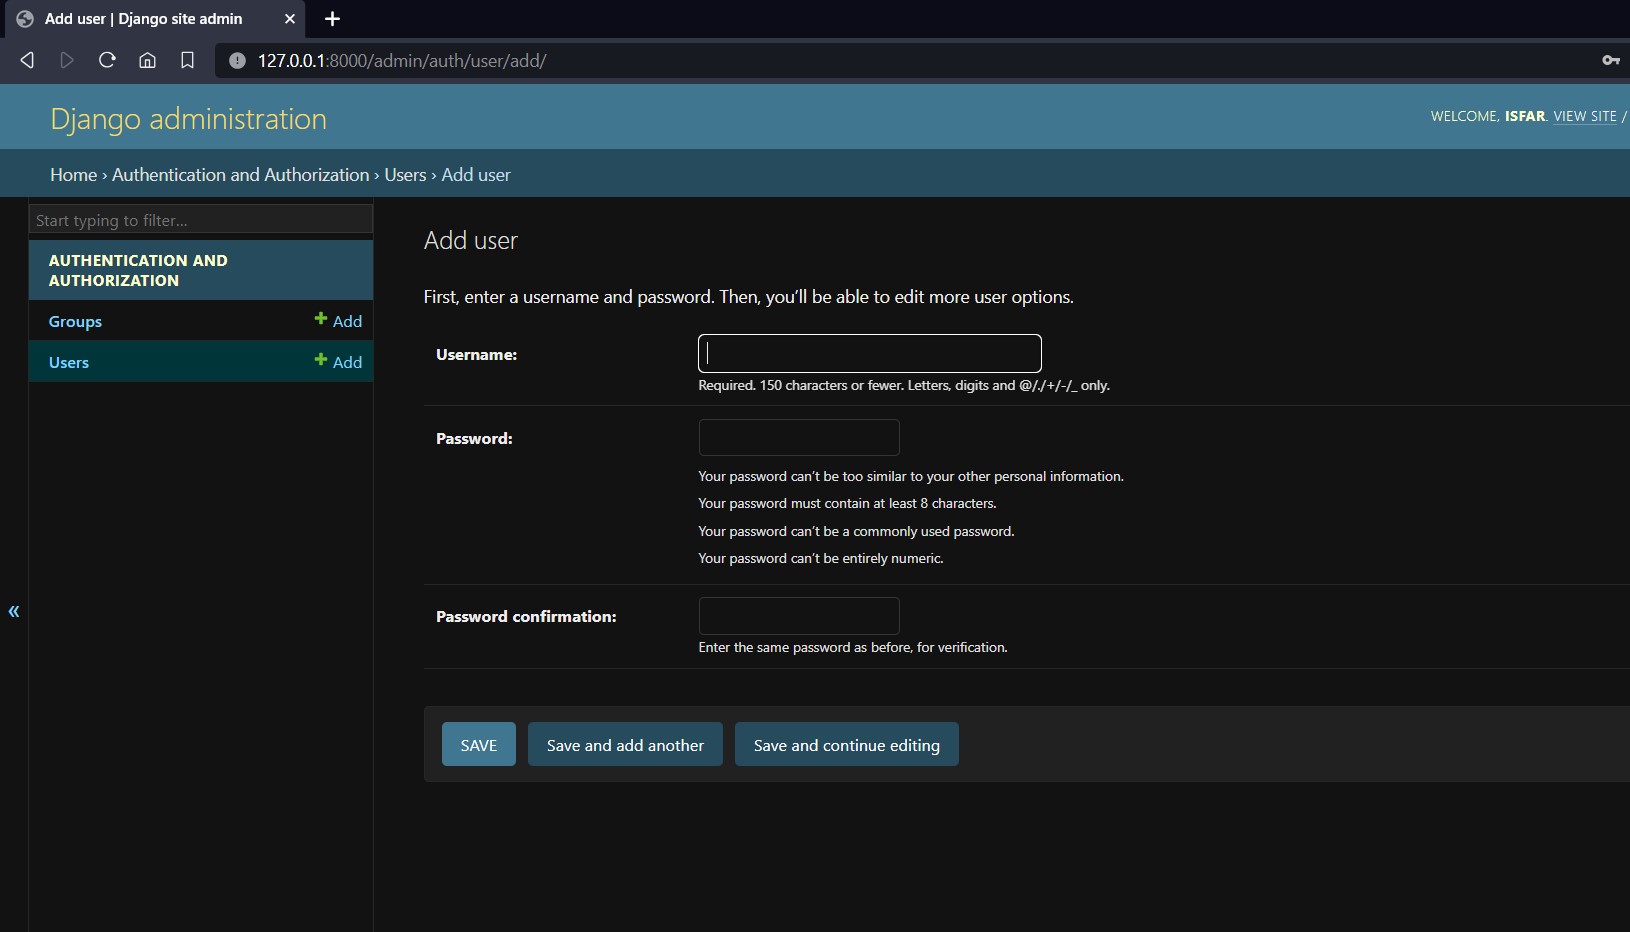 Add user | Django site admin
127.0.0.1:8000/admin/auth/user/add/
Django administration
WELCOME, ISFAR. VIEW SITE /
Home › Authentication and Authorization › Users › Add user
Start typing to filter...
AUTHENTICATION AND
AUTHORIZATION
Groups + Add
Users + Add
Add user
First, enter a username and password. Then, you’ll be able to edit more user options.
Username:
Required. 150 characters or fewer. Letters, digits and @/./+/-/_ only.
Password:
Your password can’t be too similar to your other personal information.
Your password must contain at least 8 characters.
Your password can’t be a commonly used password.
Your password can’t be entirely numeric.
Password confirmation:
Enter the same password as before, for verification.
SAVE
Save and add another
Save and continue editing